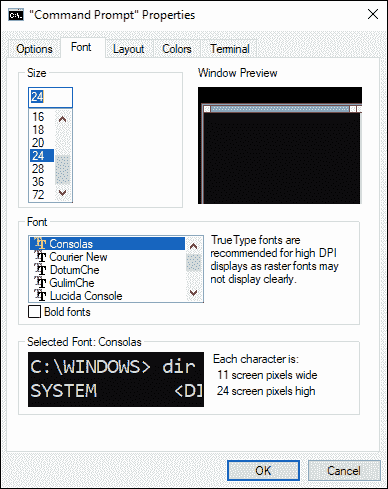 "Command Prompt" Properties
Options Font Layout Colors Terminal
Size
24
16
18
20
24
28
36
72
Window Preview
Font
Consolas
Courier New
DotumChe
GulimChe
Lucida Console
Bold fonts
TrueType fonts are
recommended for high DPI
displays as raster fonts may
not display clearly.
Selected Font: Consolas
C:\WINDOWS> dir
SYSTEM <DI
Each character is:
11 screen pixels wide
24 screen pixels high
OK Cancel